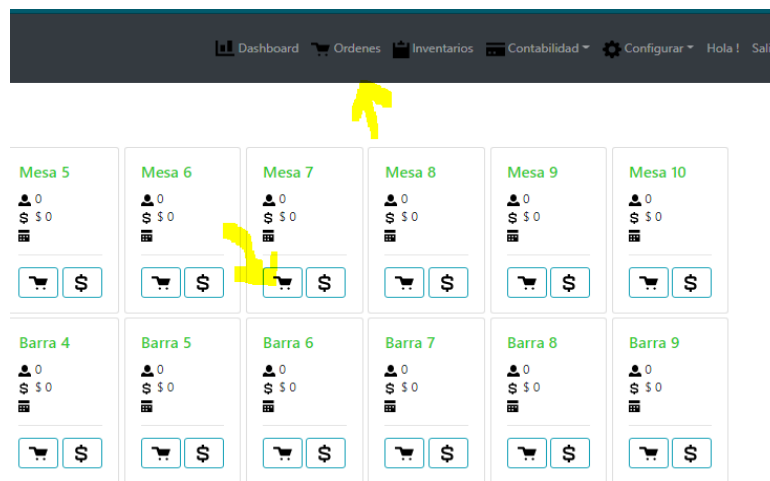 Dashboard Ordenes Inventarios Contabilidad Configurar Hola ! Sali
Mesa 5 Mesa 6 Mesa 7 Mesa 8 Mesa 9 Mesa 10
0 0 0 0 0 0
$ 0 $ 0 $ 0 $ 0 $ 0 $ 0
Barra 4 Barra 5 Barra 6 Barra 7 Barra 8 Barra 9
0 0 0 0 0 0
$ 0 $ 0 $ 0 $ 0 $ 0 $ 0